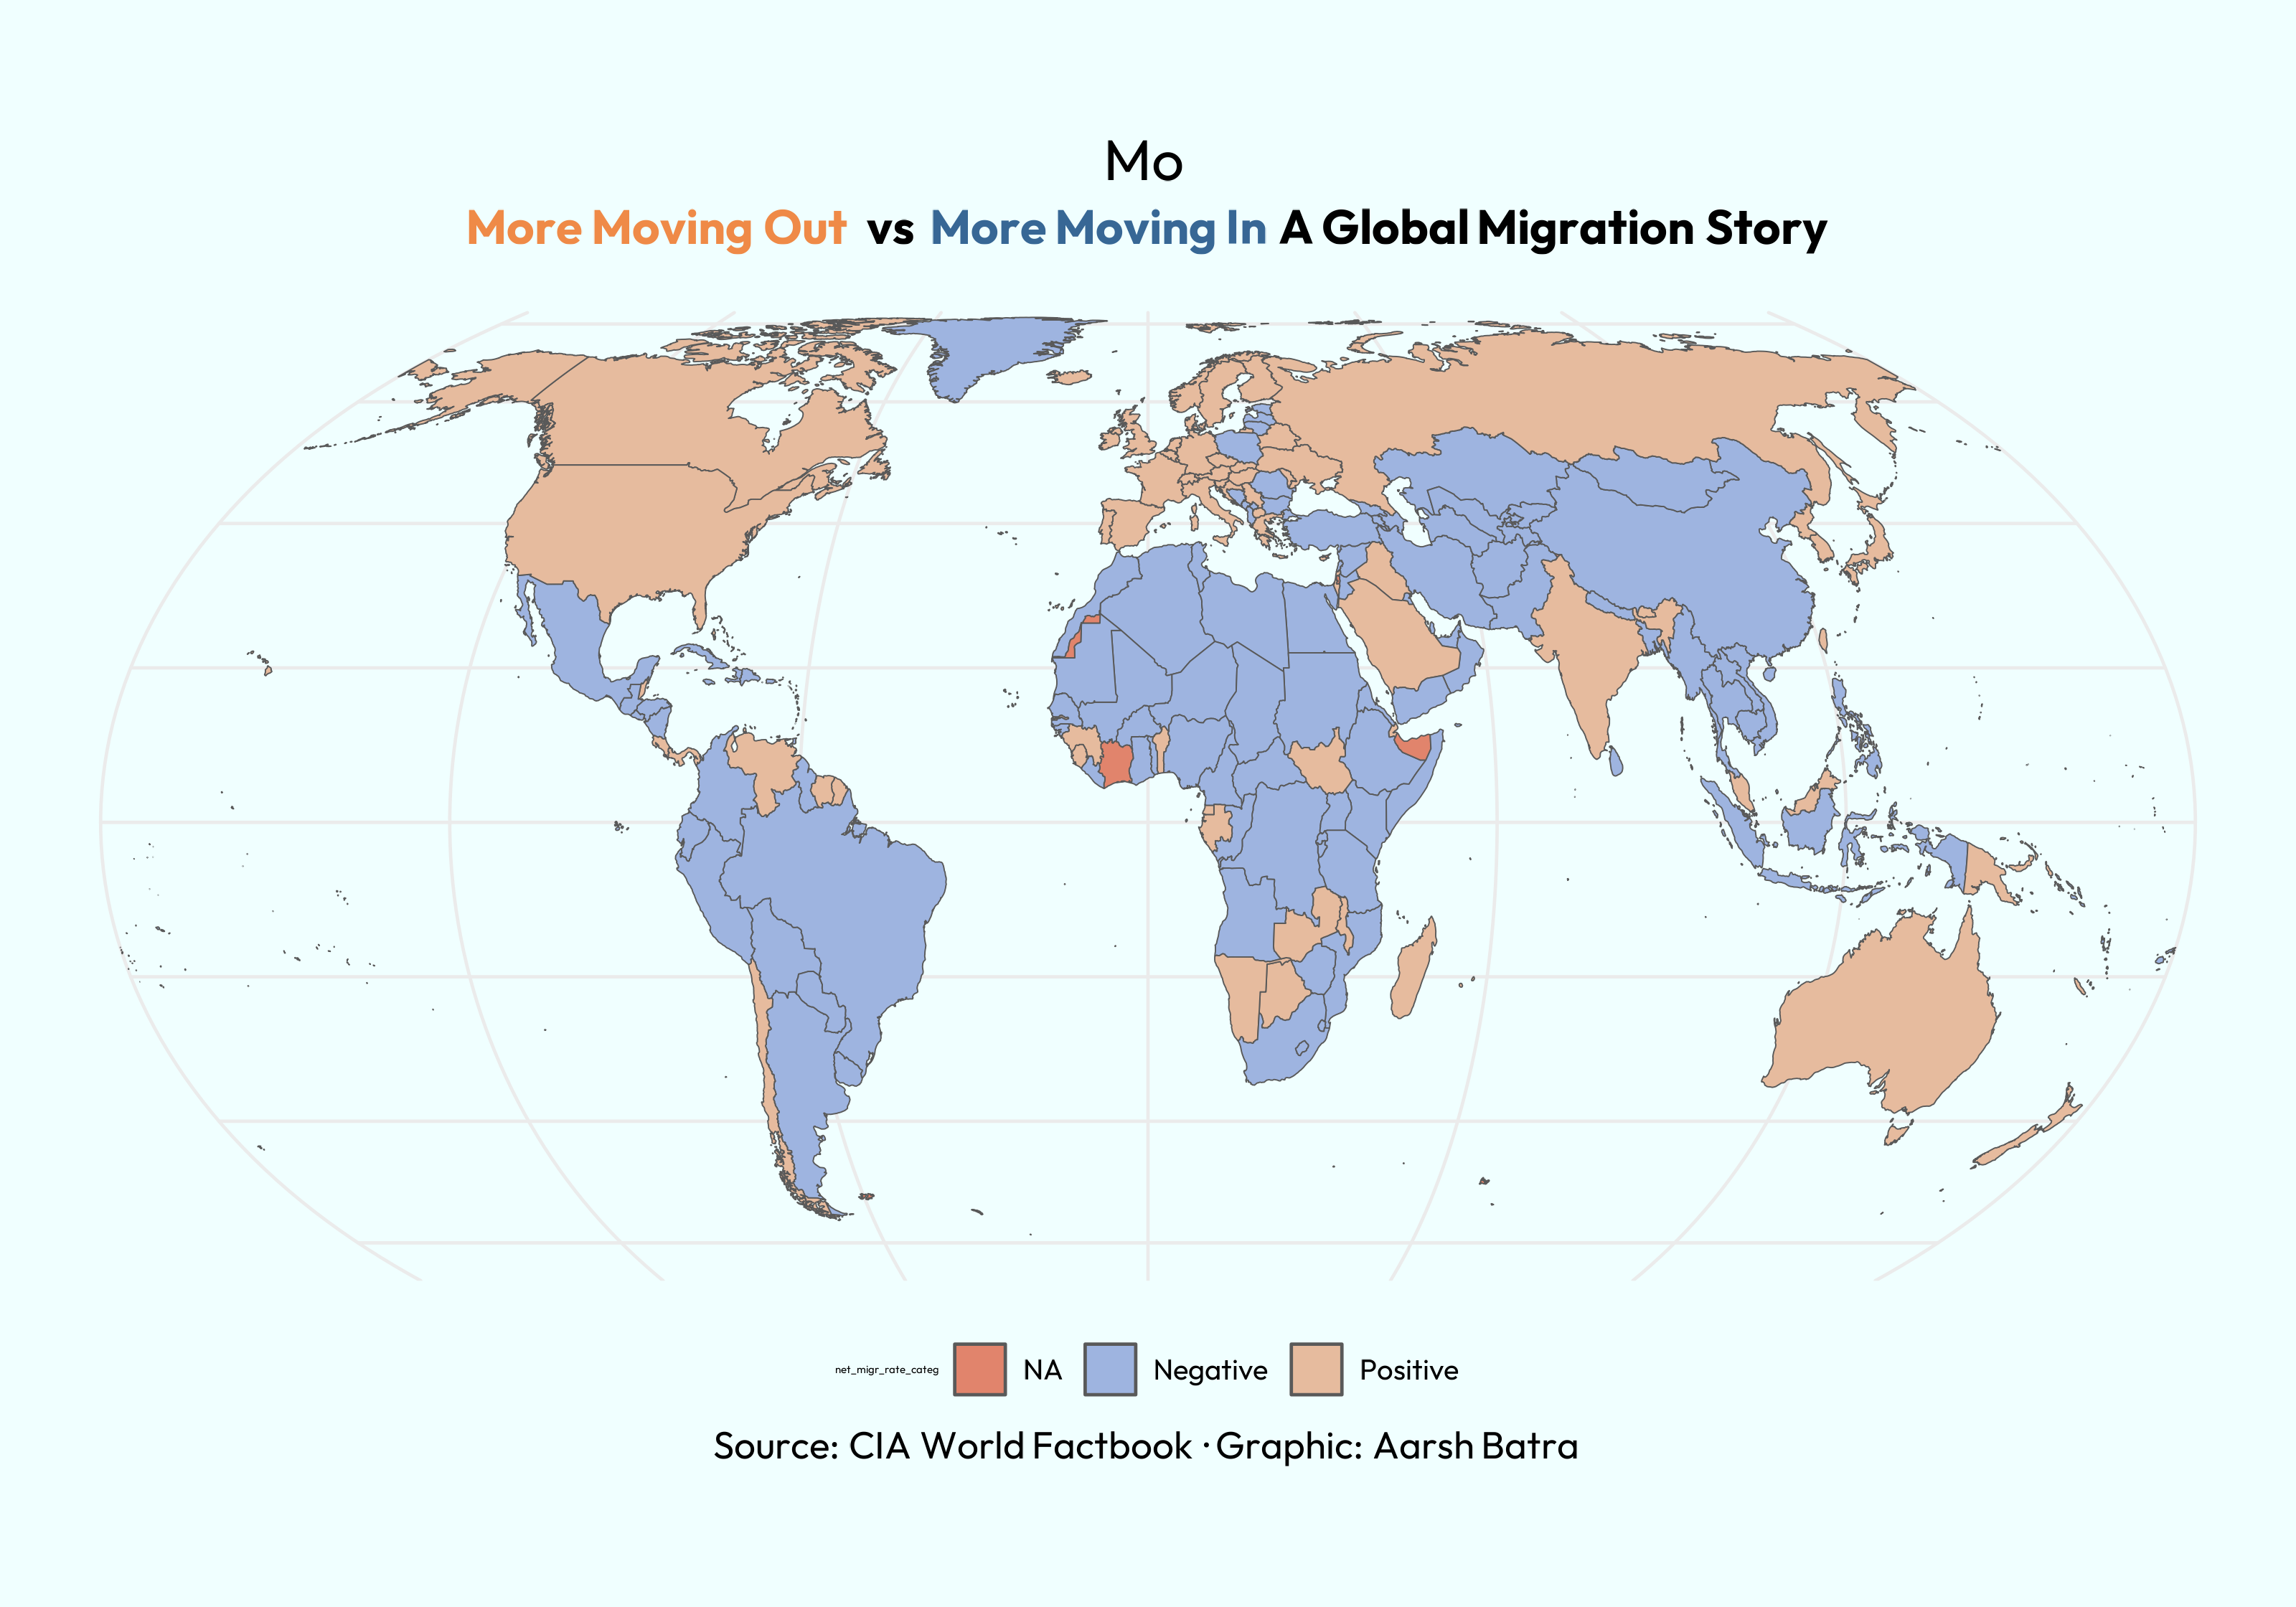 Mo
More Moving Out vs More Moving In A Global Migration Story
net_migr_rate_categ NA Negative Positive
Source: CIA World Factbook · Graphic: Aarsh Batra